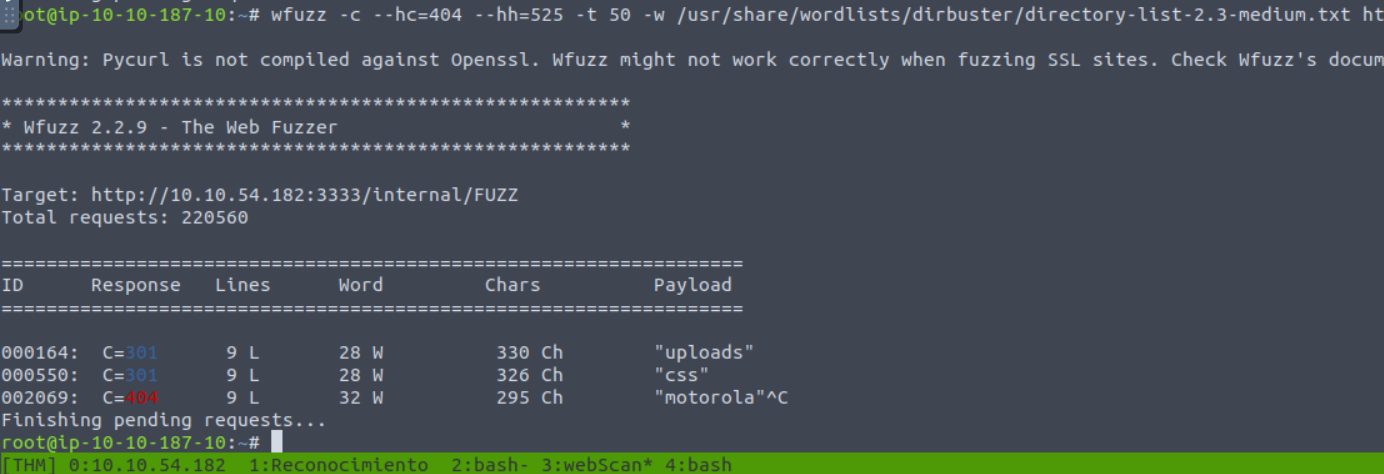 root@ip-10-10-187-10:~# wfuzz -c --hc=404 --hh=525 -t 50 -w /usr/share/wordlists/dirbuster/directory-list-2.3-medium.txt ht
Warning: Pycurl is not compiled against Openssl. Wfuzz might not work correctly when fuzzing SSL sites. Check Wfuzz's docum
********************************************************
* Wfuzz 2.2.9 - The Web Fuzzer                         *
********************************************************
Target: http://10.10.54.182:3333/internal/FUZZ
Total requests: 220560
==================================================================
ID      Response   Lines      Word         Chars          Payload
==================================================================
000164:  C=301      9 L       28 W          330 Ch        "uploads"
000550:  C=301      9 L       28 W          326 Ch        "css"
002069:  C=404      9 L       32 W          295 Ch        "motorola"^C
Finishing pending requests...
root@ip-10-10-187-10:~#
[THM] 0:10.10.54.182  1:Reconocimiento  2:bash- 3:webScan* 4:bash